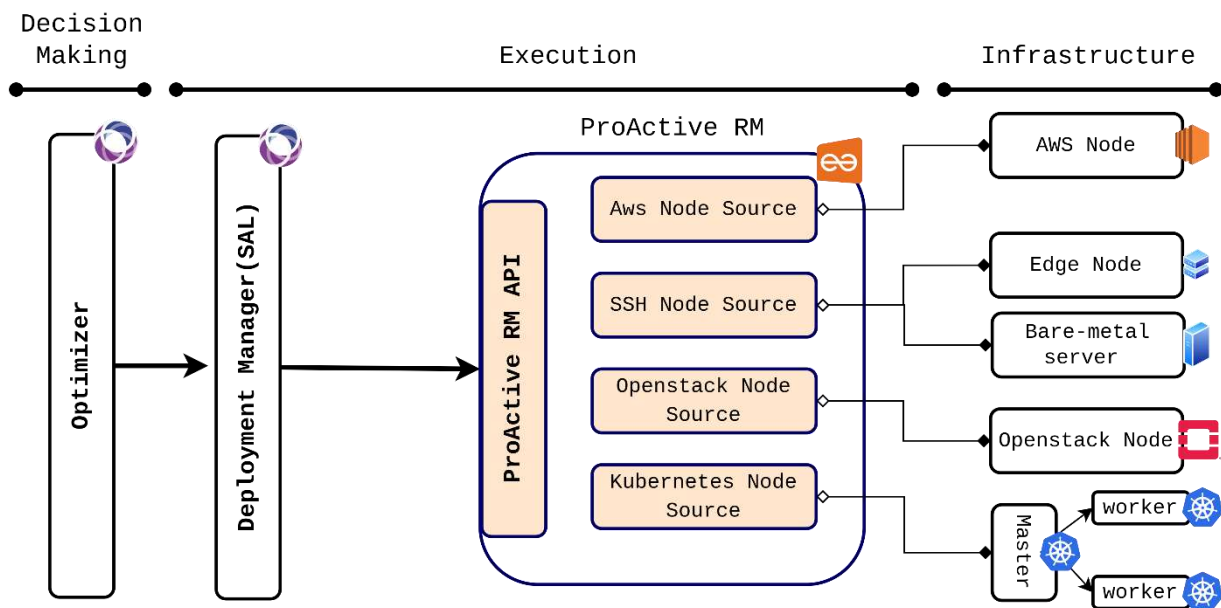 Decision
Making
Execution
Infrastructure
Optimizer
Deployment Manager(SAL)
ProActive RM
ProActive RM API
Aws Node Source
SSH Node Source
Openstack Node
Source
Kubernetes Node
Source
AWS Node
Edge Node
Bare-metal
server
Openstack Node
Master
worker
worker